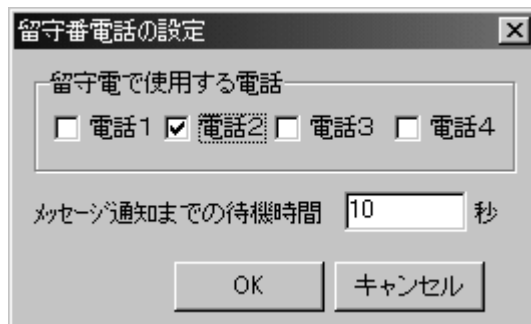 留守番電話の設定
留守電で使用する電話
電話1 電話2 電話3 電話4
メッセージ通知までの待機時間 10 秒
OK キャンセル